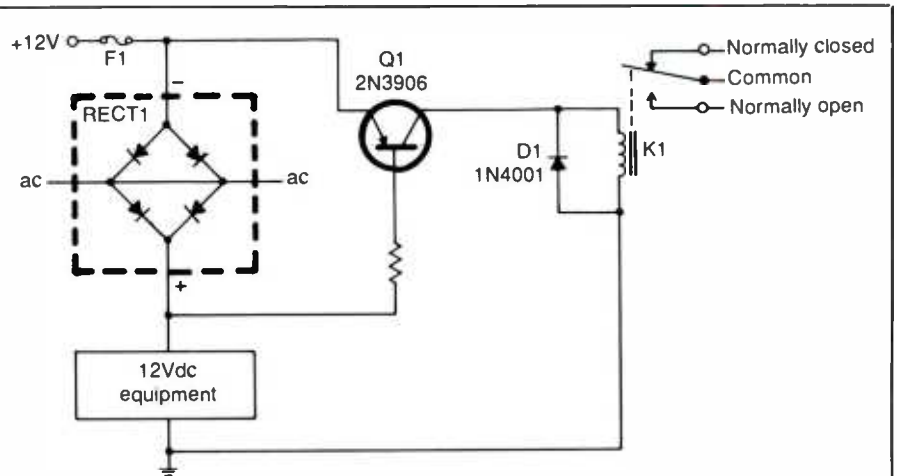 +12V
F1
Q1
2N3906
Normally closed
Common
Normally open
−
RECT1
ac
ac
D1
1N4001
K1
+
12Vdc
equipment